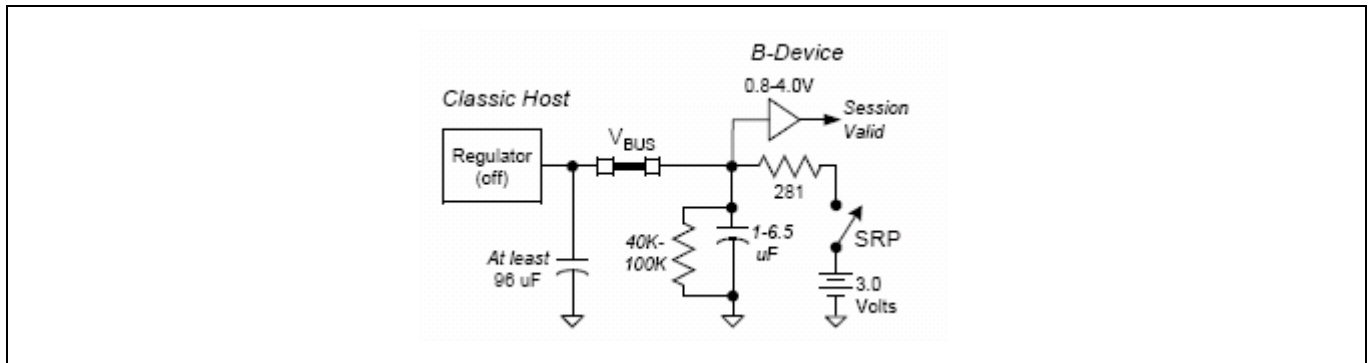 B-Device
0.8-4.0V
Classic Host
Session
Valid
V_BUS
Regulator
(off)
281
1-6.5
uF
40K-
100K
SRP
At least
96 uF
3.0
Volts